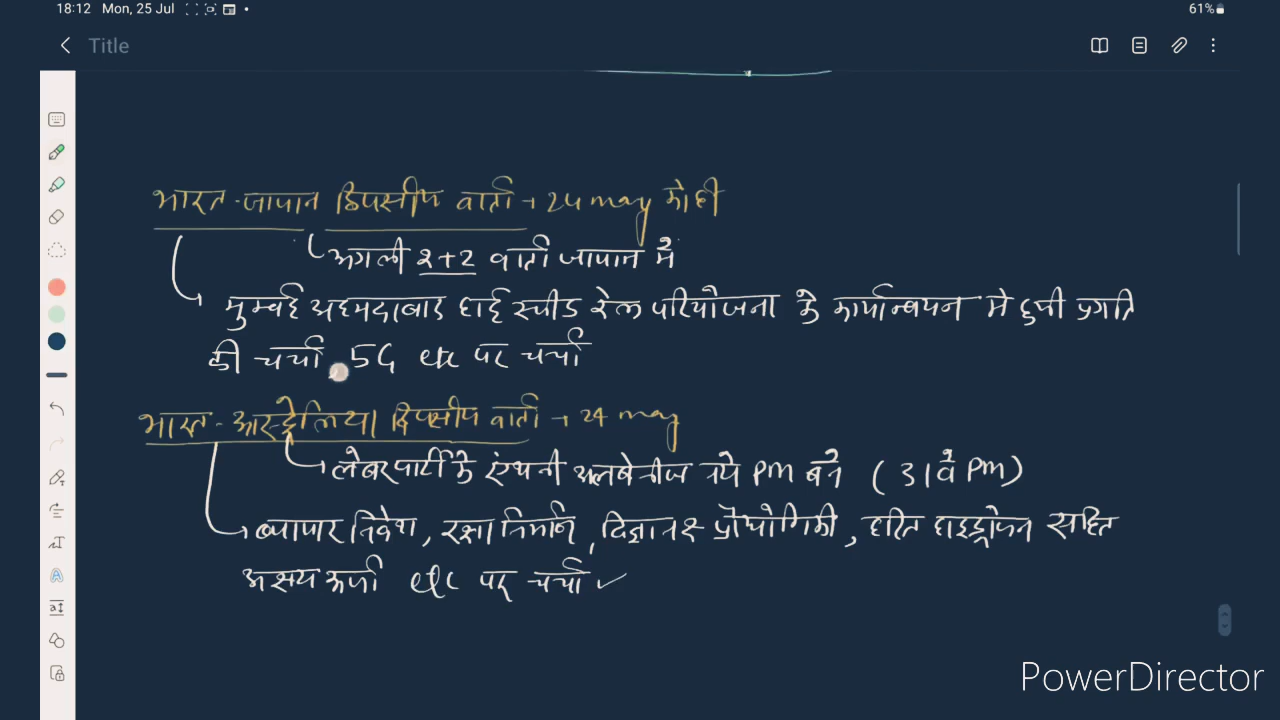 18:12 Mon, 25 Jul
61%
Title
भारत-जापान द्विपक्षीय वार्ता → 24 may को ही
अगली 2+2 वार्ता जापान में
मुम्बई अहमदाबाद हाई स्पीड रेल परियोजना के कार्यान्वयन मे हुयी प्रगति
की चर्चा, 5G etc पर चर्चा
भारत - आस्ट्रेलिया द्विपक्षीय वार्ता → 24 may
लेबर पार्टी के एंथनी अलबेनीज नये PM बने (31वें PM)
व्यापार निवेश, रक्षा निर्माण, विज्ञान & प्रौद्योगिकी, हरित हाइड्रोजन सहित
अक्षय ऊर्जा etc पर चर्चा ✓
PowerDirector